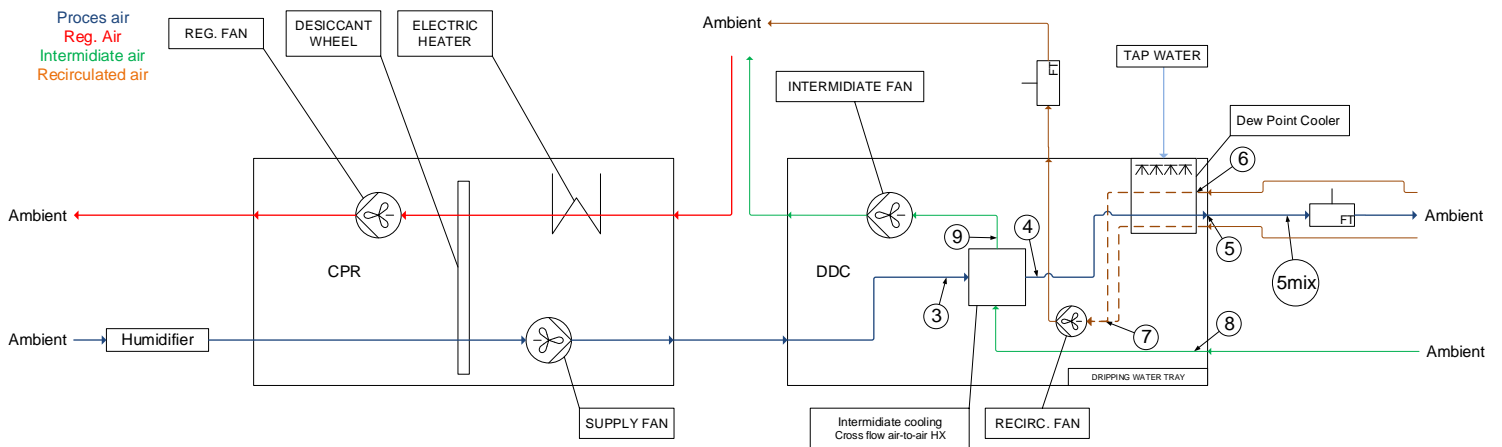 Proces air
Reg. Air
Intermidiate air
Recirculated air
REG. FAN
DESICCANT
WHEEL
ELECTRIC
HEATER
Ambient
FT
TAP WATER
INTERMIDIATE FAN
Dew Point Cooler
6
Ambient
9
4
FT
Ambient
5
CPR
DDC
3
5mix
Ambient
Humidifier
7
8
Ambient
DRIPPING WATER TRAY
SUPPLY FAN
Intermidiate cooling
Cross flow air-to-air HX
RECIRC. FAN